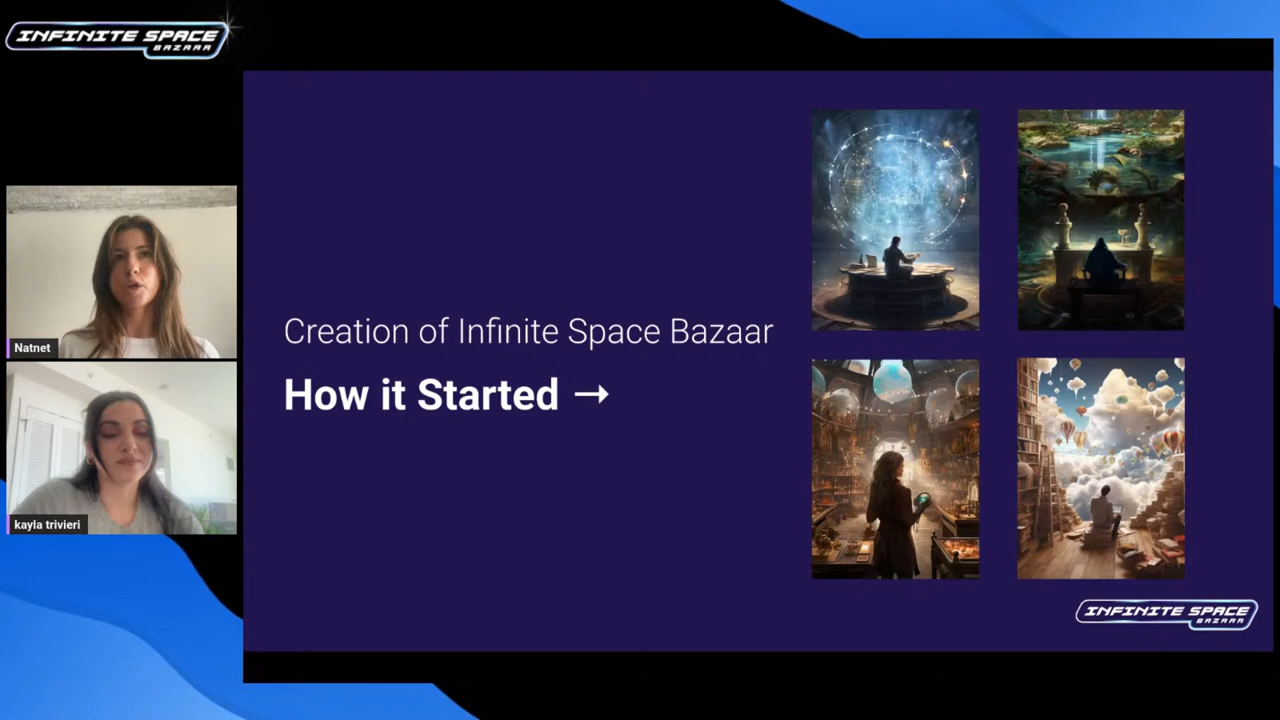 INFINITE SPACE
BAZAAR
Natnet
kayla trivieri
Creation of Infinite Space Bazaar
How it Started →
INFINITE SPACE
BAZAAR